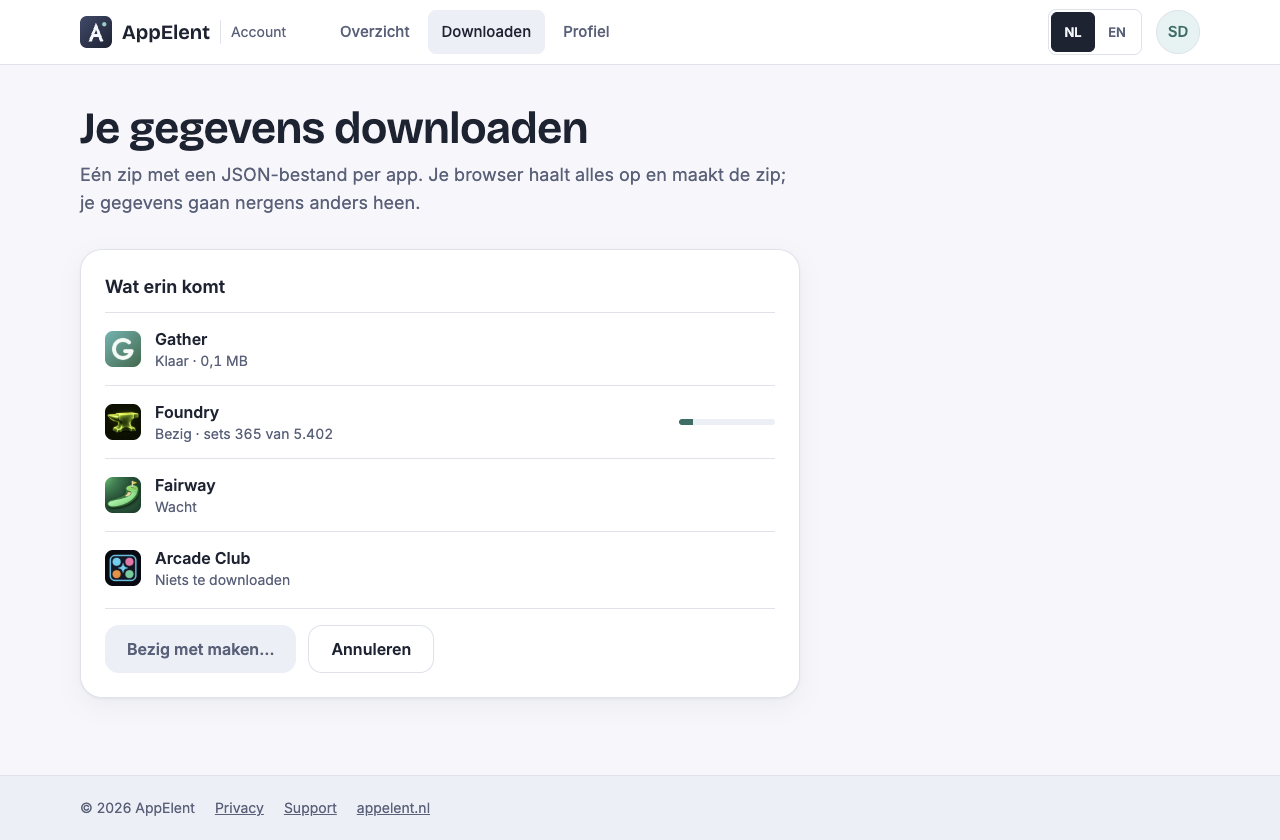 AppElent
Account
Overzicht
Downloaden
Profiel
NL
EN
SD
Je gegevens downloaden
Eén zip met een JSON-bestand per app. Je browser haalt alles op en maakt de zip;
je gegevens gaan nergens anders heen.
Wat erin komt
Gather
Klaar · 0,1 MB
Foundry
Bezig · sets 365 van 5.402
Fairway
Wacht
Arcade Club
Niets te downloaden
Bezig met maken...
Annuleren
© 2026 AppElent
Privacy
Support
appelent.nl